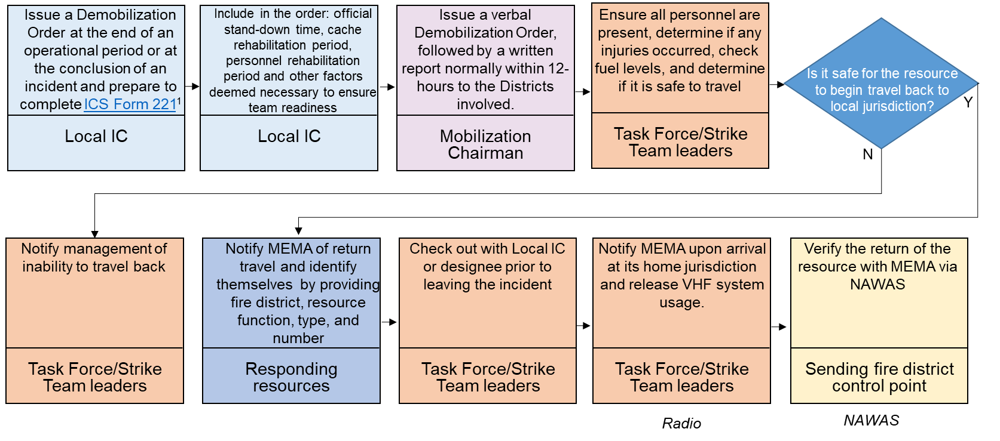 Issue a Demobilization
Order at the end of an
operational period or at
the conclusion of an
incident and prepare to
complete ICS Form 221¹
Local IC
Include in the order: official
stand-down time, cache
rehabilitation period,
personnel rehabilitation
period and other factors
deemed necessary to ensure
team readiness
Local IC
Issue a verbal
Demobilization Order,
followed by a written
report normally within 12-
hours to the Districts
involved.
Mobilization
Chairman
Ensure all personnel are
present, determine if any
injuries occurred, check
fuel levels, and determine
if it is safe to travel
Task Force/Strike
Team leaders
Is it safe for the resource
to begin travel back to
local jurisdiction?
Y
N
Notify management of
inability to travel back
Task Force/Strike
Team leaders
Notify MEMA of return
travel and identify
themselves by providing
fire district, resource
function, type, and
number
Responding
resources
Check out with Local IC
or designee prior to
leaving the incident
Task Force/Strike
Team leaders
Notify MEMA upon arrival
at its home jurisdiction
and release VHF system
usage.
Task Force/Strike
Team leaders
Radio
Verify the return of the
resource with MEMA via
NAWAS
Sending fire district
control point
NAWAS